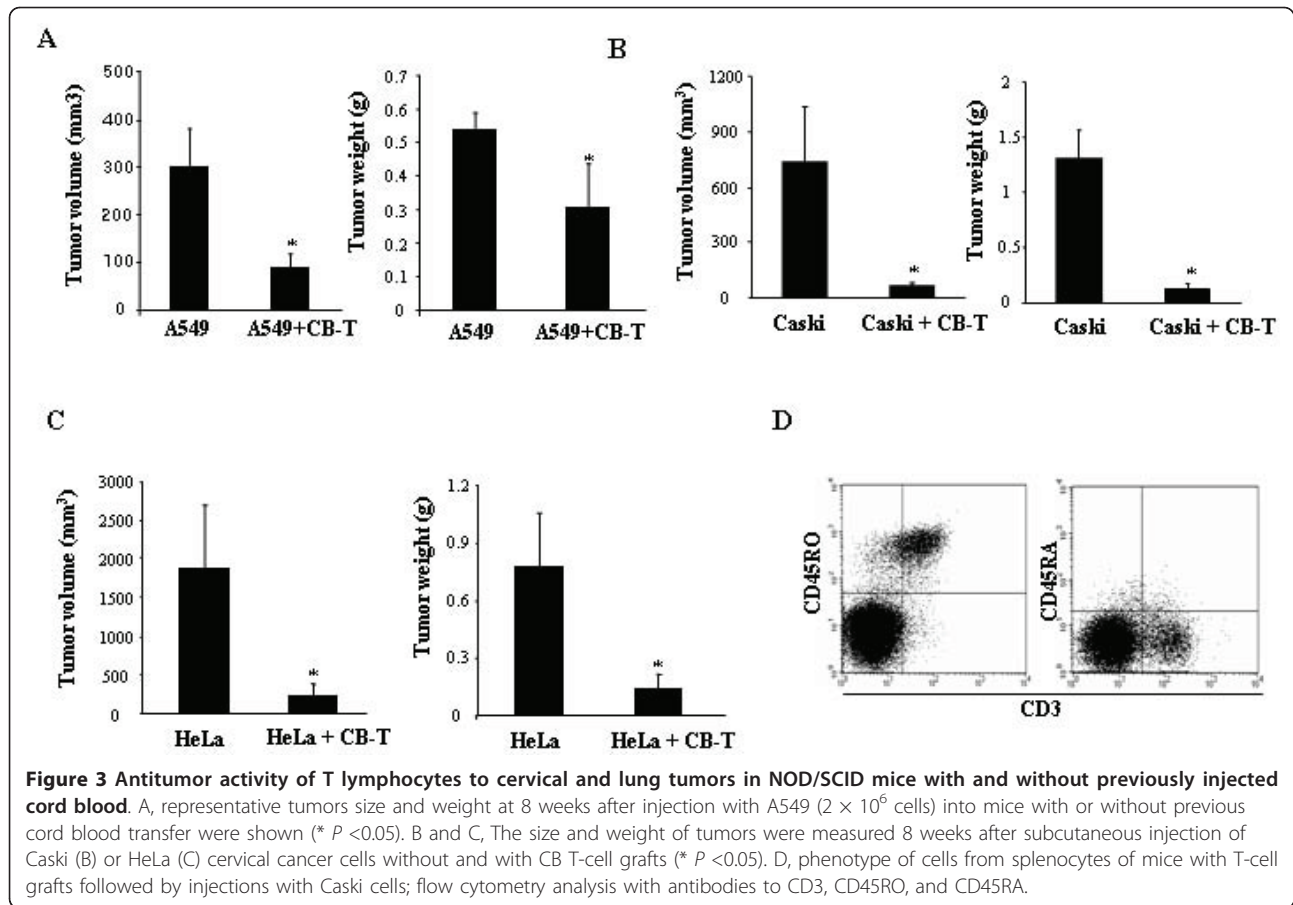 A
B
500
400
300
200
100
0
Tumor volume (mm3)
A549
A549+CB-T
*
0.7
0.6
0.5
0.4
0.3
0.2
0.1
0
Tumor weight (g)
A549
A549+CB-T
*
1200
900
600
300
0
Tumor volume (mm³)
Caski
Caski + CB-T
*
2
1.5
1
0.5
0
Tumor weight (g)
Caski
Caski + CB-T
*
C
D
3000
2500
2000
1500
1000
500
0
Tumor volume (mm³)
HeLa
HeLa + CB-T
*
1.2
0.9
0.6
0.3
0
Tumor weight (g)
HeLa
HeLa + CB-T
*
CD45RO
CD45RA
CD3
Figure 3 Antitumor activity of T lymphocytes to cervical and lung tumors in NOD/SCID mice with and without previously injected
cord blood. A, representative tumors size and weight at 8 weeks after injection with A549 (2 × 10⁶ cells) into mice with or without previous
cord blood transfer were shown (* P <0.05). B and C, The size and weight of tumors were measured 8 weeks after subcutaneous injection of
Caski (B) or HeLa (C) cervical cancer cells without and with CB T-cell grafts (* P <0.05). D, phenotype of cells from splenocytes of mice with T-cell
grafts followed by injections with Caski cells; flow cytometry analysis with antibodies to CD3, CD45RO, and CD45RA.